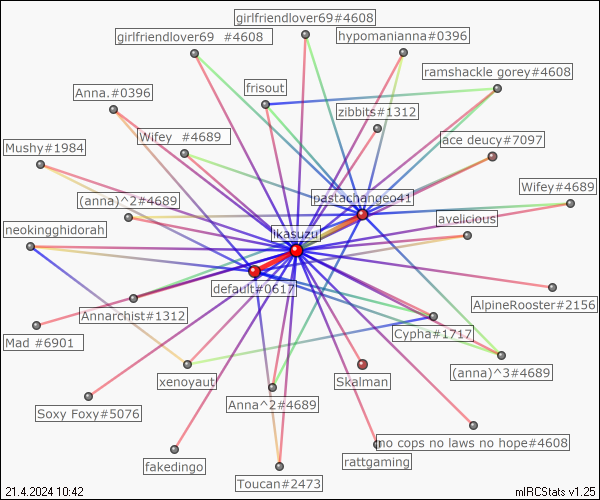 girlfriendlover69#4608
girlfriendlover69 #4608
hypomanianna#0396
ramshackle gorey#4608
Anna.#0396
frisout
zibbits#1312
Wifey #4689
ace deucy#7097
Mushy#1984
Wifey#4689
pastachangeo41
(anna)^2#4689
avelicious
neokingghidorah
ikasuzu
default#0617
AlpineRooster#2156
Annarchist#1312
Cypha#1717
Mad #6901
xenoyaut
Skalman
(anna)^3#4689
Anna^2#4689
Soxy Foxy#5076
no cops no laws no hope#4608
fakedingo
rattgaming
Toucan#2473
21.4.2024 10:42
mIRCStats v1.25